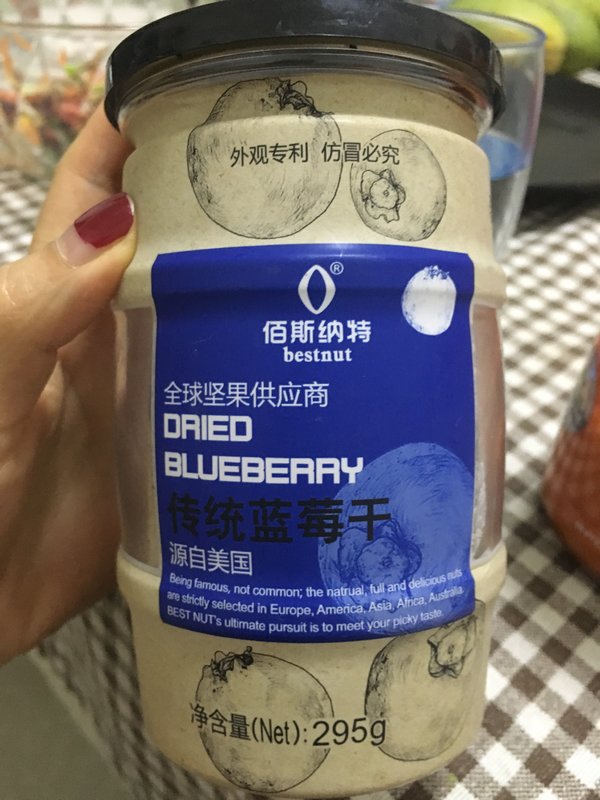 外观专利 仿冒必究
®
佰斯纳特
bestnut
全球坚果供应商
DRIED
BLUEBERRY
传统蓝莓干
源自美国
Being famous, not common; the natrual, full and delicious nuts
are strictly selected in Europe, America, Asia, Africa, Australia.
BEST NUT's ultimate pursuit is to meet your picky taste.
净含量(Net): 295g